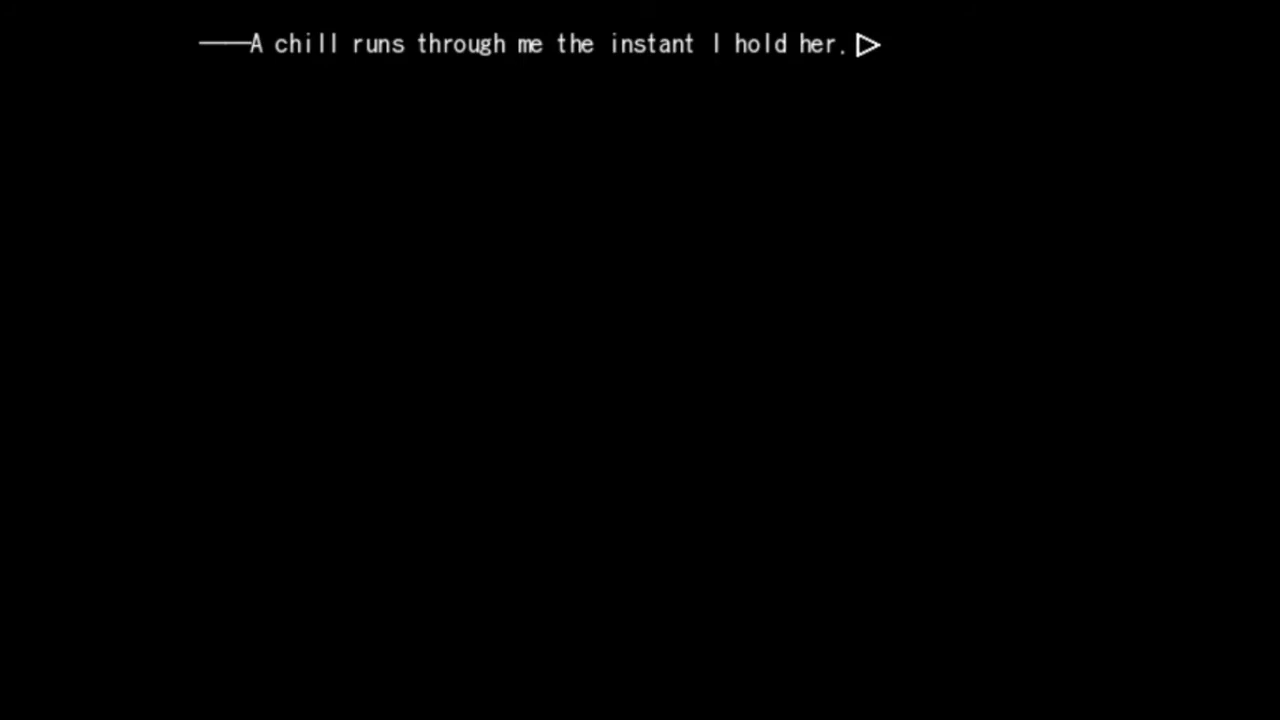 ――A chill runs through me the instant I hold her.